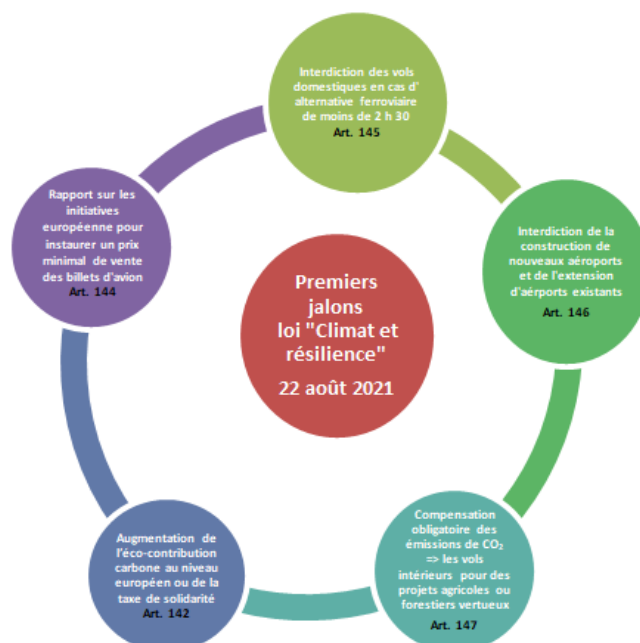 Interdiction des vols
domestiques en cas d'
alternative ferroviaire
de moins de 2 h 30
Art. 145
Rapport sur les
initiatives
européenne pour
instaurer un prix
minimal de vente
des billets d'avion
Art. 144
Interdiction de la
construction de
nouveaux aéroports
et de l'extension
d'aérports existants
Art. 146
Premiers
jalons
loi "Climat et
résilience"
22 août 2021
Augmentation de
l'éco-contribution
carbone au niveau
européen ou de la
taxe de solidarité
Art. 142
Compensation
obligatoire des
émissions de CO₂
=> les vols
intérieurs pour des
projets agricoles ou
forestiers vertueux
Art. 147